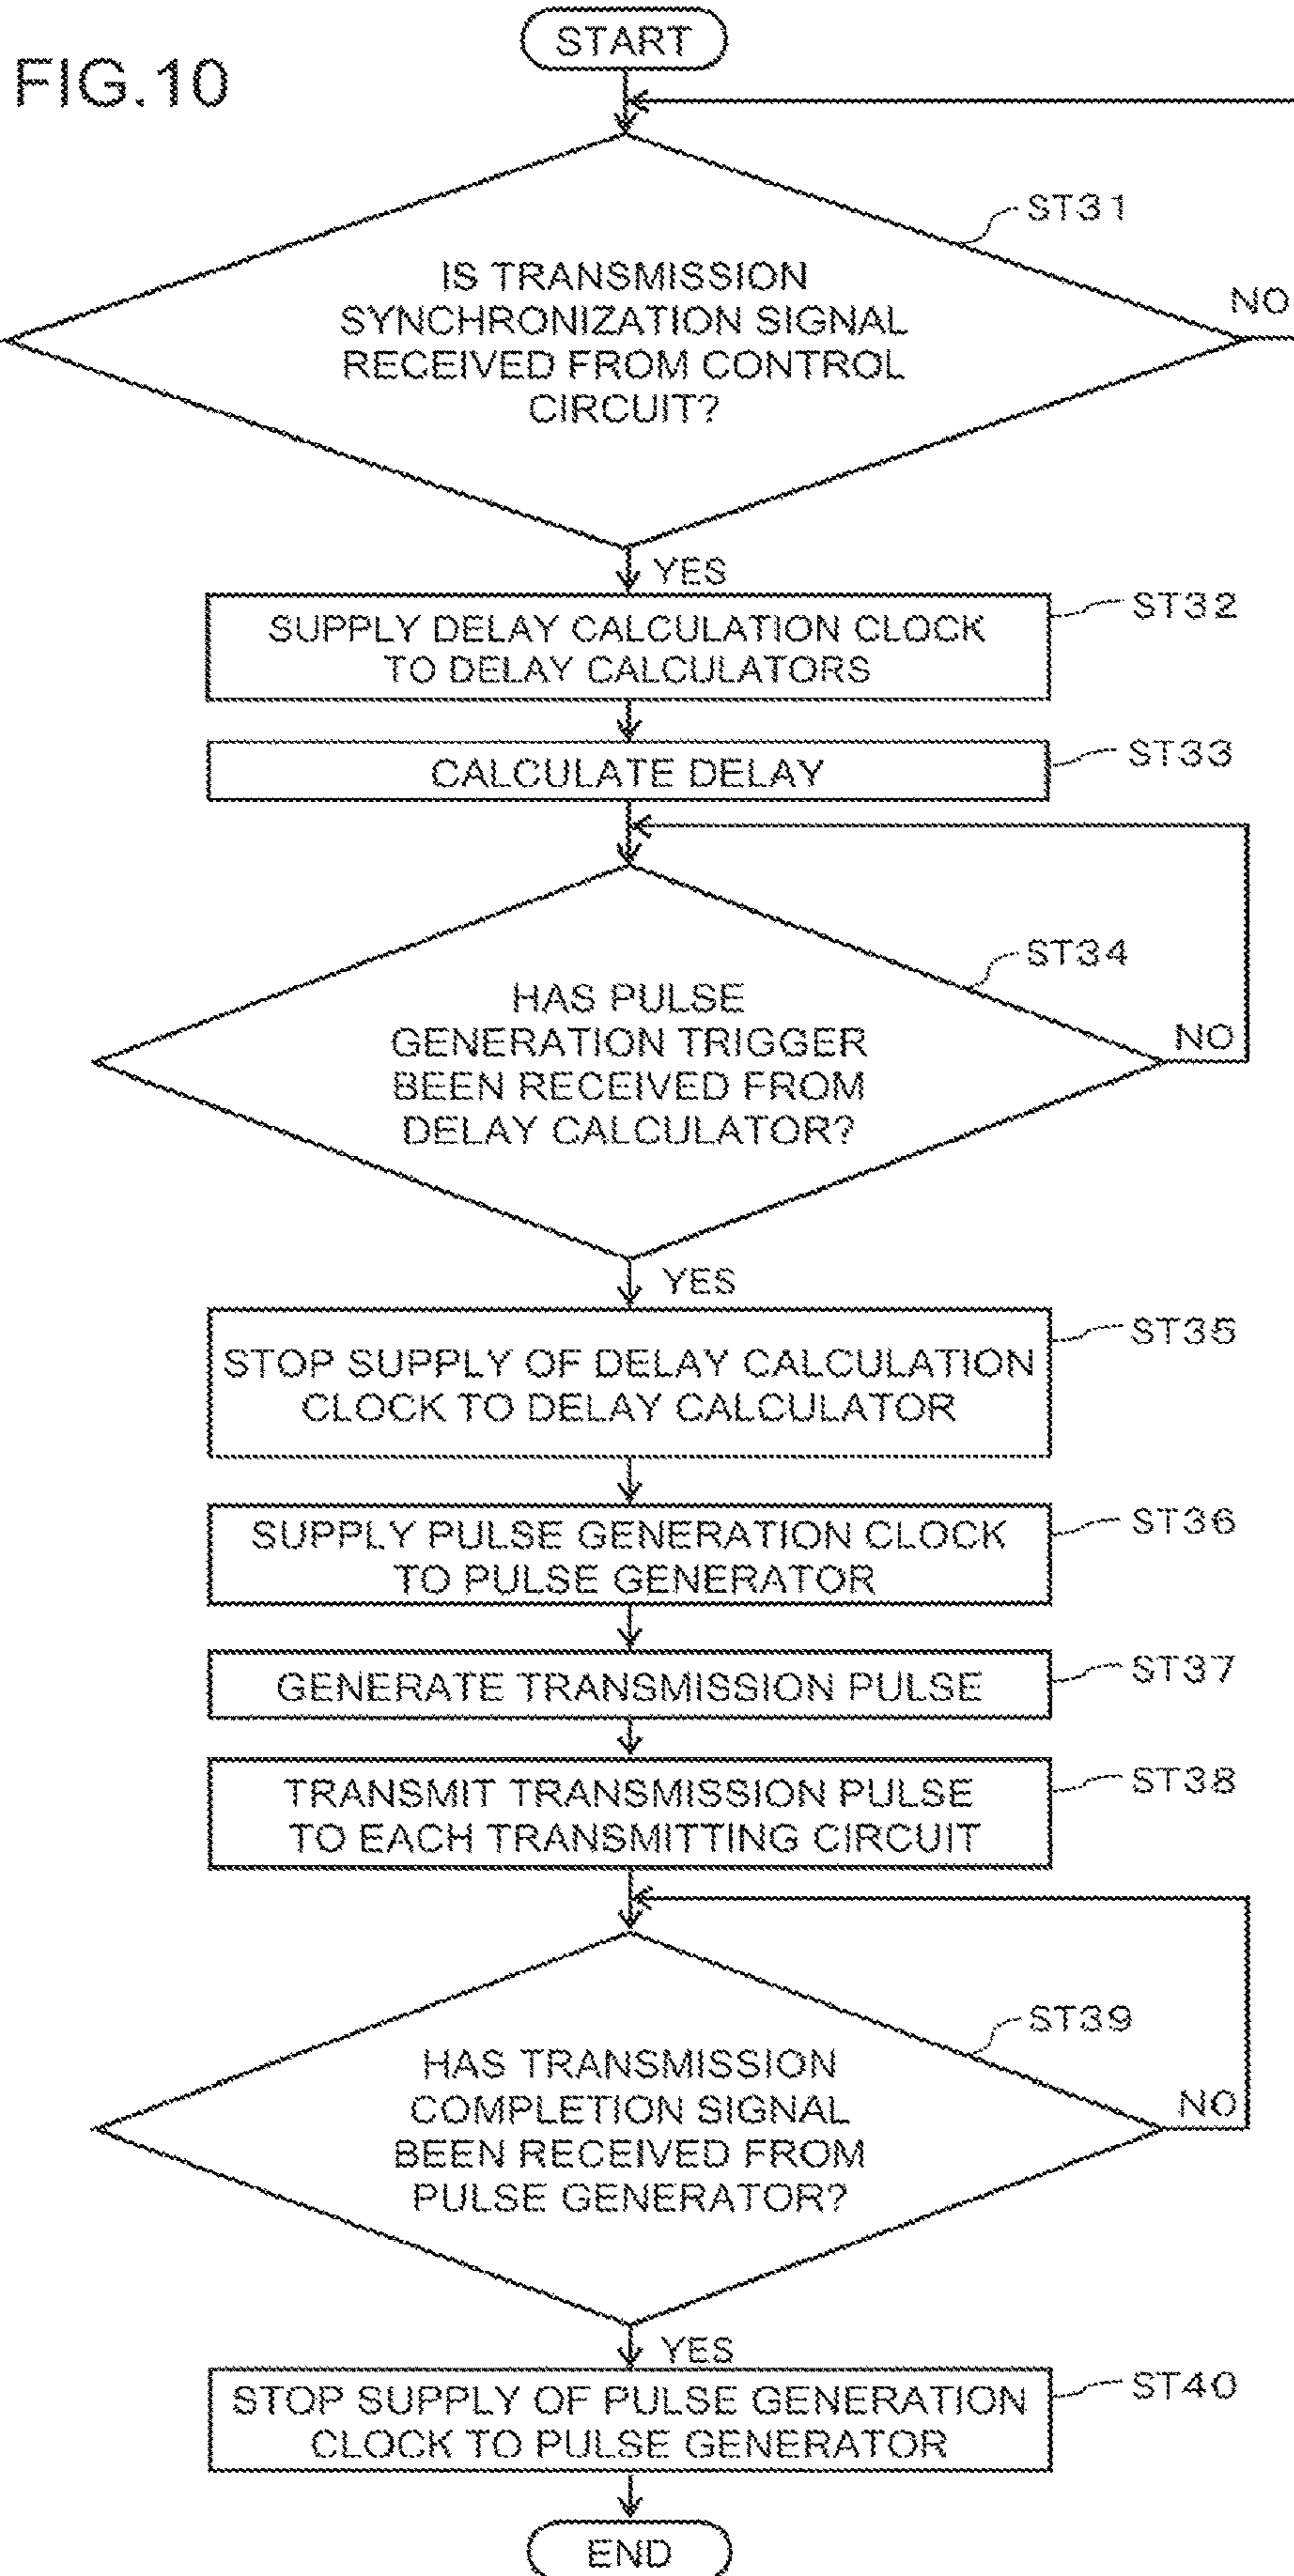 START
FIG.10
ST31
IS TRANSMISSION
SYNCHRONIZATION SIGNAL
RECEIVED FROM CONTROL
CIRCUIT?
NO
YES
ST32
SUPPLY DELAY CALCULATION CLOCK
TO DELAY CALCULATORS
ST33
CALCULATE DELAY
ST34
HAS PULSE
GENERATION TRIGGER
BEEN RECEIVED FROM
DELAY CALCULATOR?
NO
YES
ST35
STOP SUPPLY OF DELAY CALCULATION
CLOCK TO DELAY CALCULATOR
ST36
SUPPLY PULSE GENERATION CLOCK
TO PULSE GENERATOR
ST37
GENERATE TRANSMISSION PULSE
ST38
TRANSMIT TRANSMISSION PULSE
TO EACH TRANSMITTING CIRCUIT
ST39
HAS TRANSMISSION
COMPLETION SIGNAL
BEEN RECEIVED FROM
PULSE GENERATOR?
NO
YES
ST40
STOP SUPPLY OF PULSE GENERATION
CLOCK TO PULSE GENERATOR
END